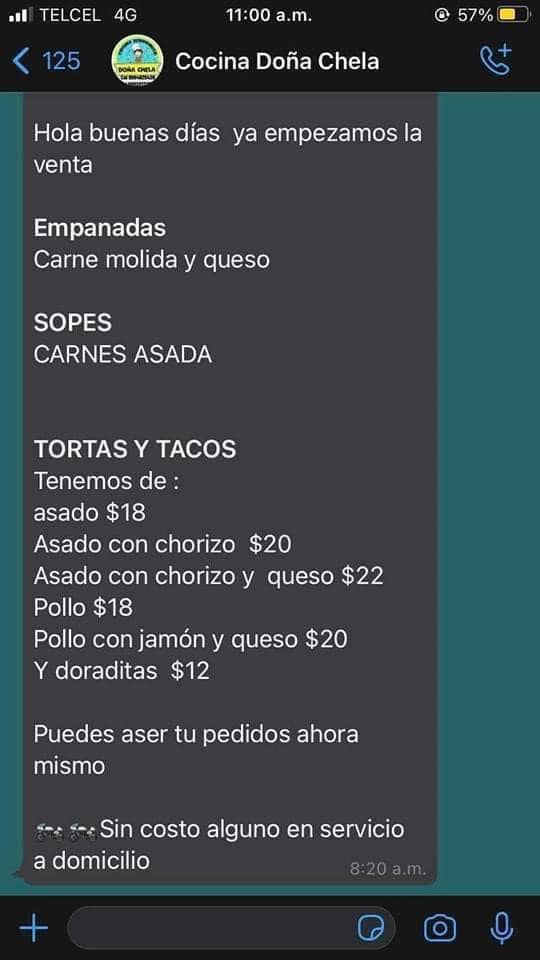 TELCEL 4G 11:00 a.m. 57%
125 Cocina Doña Chela
DOÑA CHELA
Hola buenas días ya empezamos la
venta
Empanadas
Carne molida y queso
SOPES
CARNES ASADA
TORTAS Y TACOS
Tenemos de :
asado $18
Asado con chorizo $20
Asado con chorizo y queso $22
Pollo $18
Pollo con jamón y queso $20
Y doraditas $12
Puedes aser tu pedidos ahora
mismo
🏍️🏍️Sin costo alguno en servicio
a domicilio
8:20 a.m.